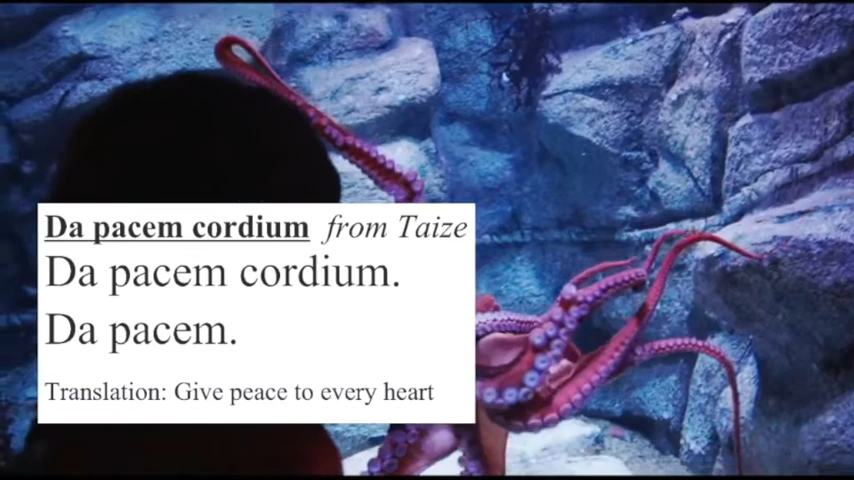 Da pacem cordium from Taize
Da pacem cordium.
Da pacem.
Translation: Give peace to every heart